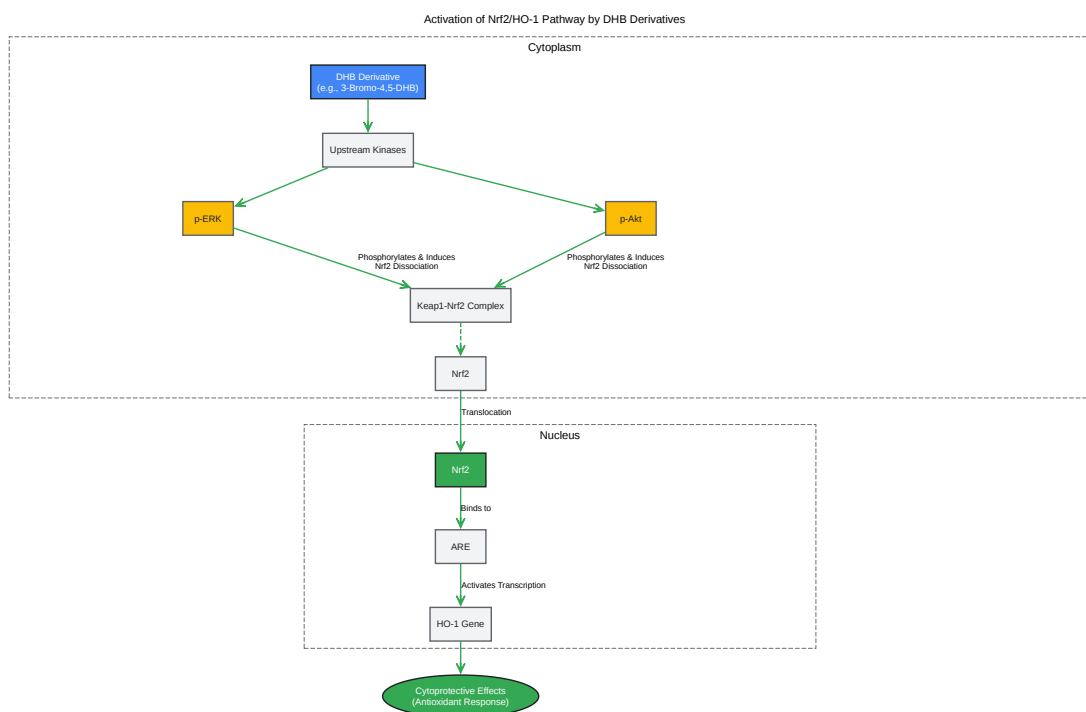 Activation of Nrf2/HO-1 Pathway by DHB Derivatives
Cytoplasm
DHB Derivative
(e.g., 3-Bromo-4,5-DHB)
Upstream Kinases
p-ERK
p-Akt
Phosphorylates & Induces
Nrf2 Dissociation
Phosphorylates & Induces
Nrf2 Dissociation
Keap1-Nrf2 Complex
Nrf2
Translocation
Nucleus
Nrf2
Binds to
ARE
Activates Transcription
HO-1 Gene
Cytoprotective Effects
(Antioxidant Response)